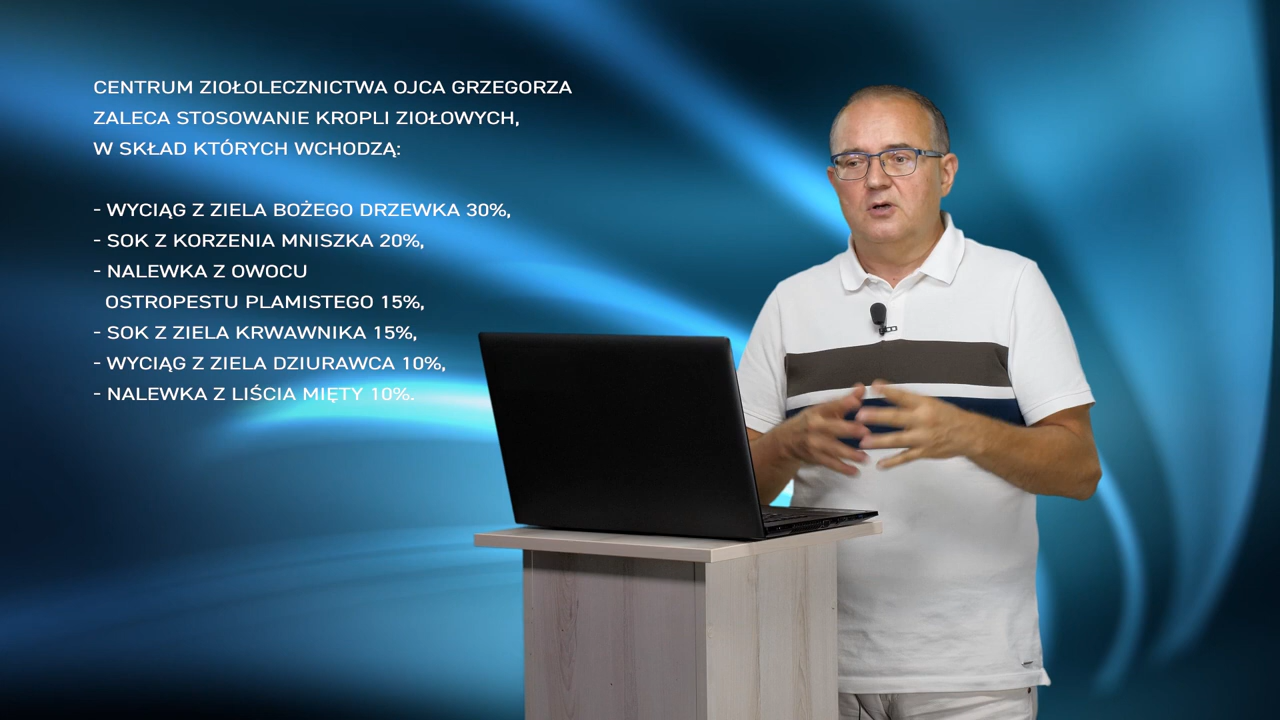 CENTRUM ZIOŁOLECZNICTWA OJCA GRZEGORZA
ZALECA STOSOWANIE KROPLI ZIOŁOWYCH,
W SKŁAD KTÓRYCH WCHODZĄ:
- WYCIĄG Z ZIELA BOŻEGO DRZEWKA 30%,
- SOK Z KORZENIA MNISZKA 20%,
- NALEWKA Z OWOCU
OSTROPESTU PLAMISTEGO 15%,
- SOK Z ZIELA KRWAWNIKA 15%,
- WYCIĄG Z ZIELA DZIURAWCA 10%,
- NALEWKA Z LIŚCIA MIĘTY 10%.